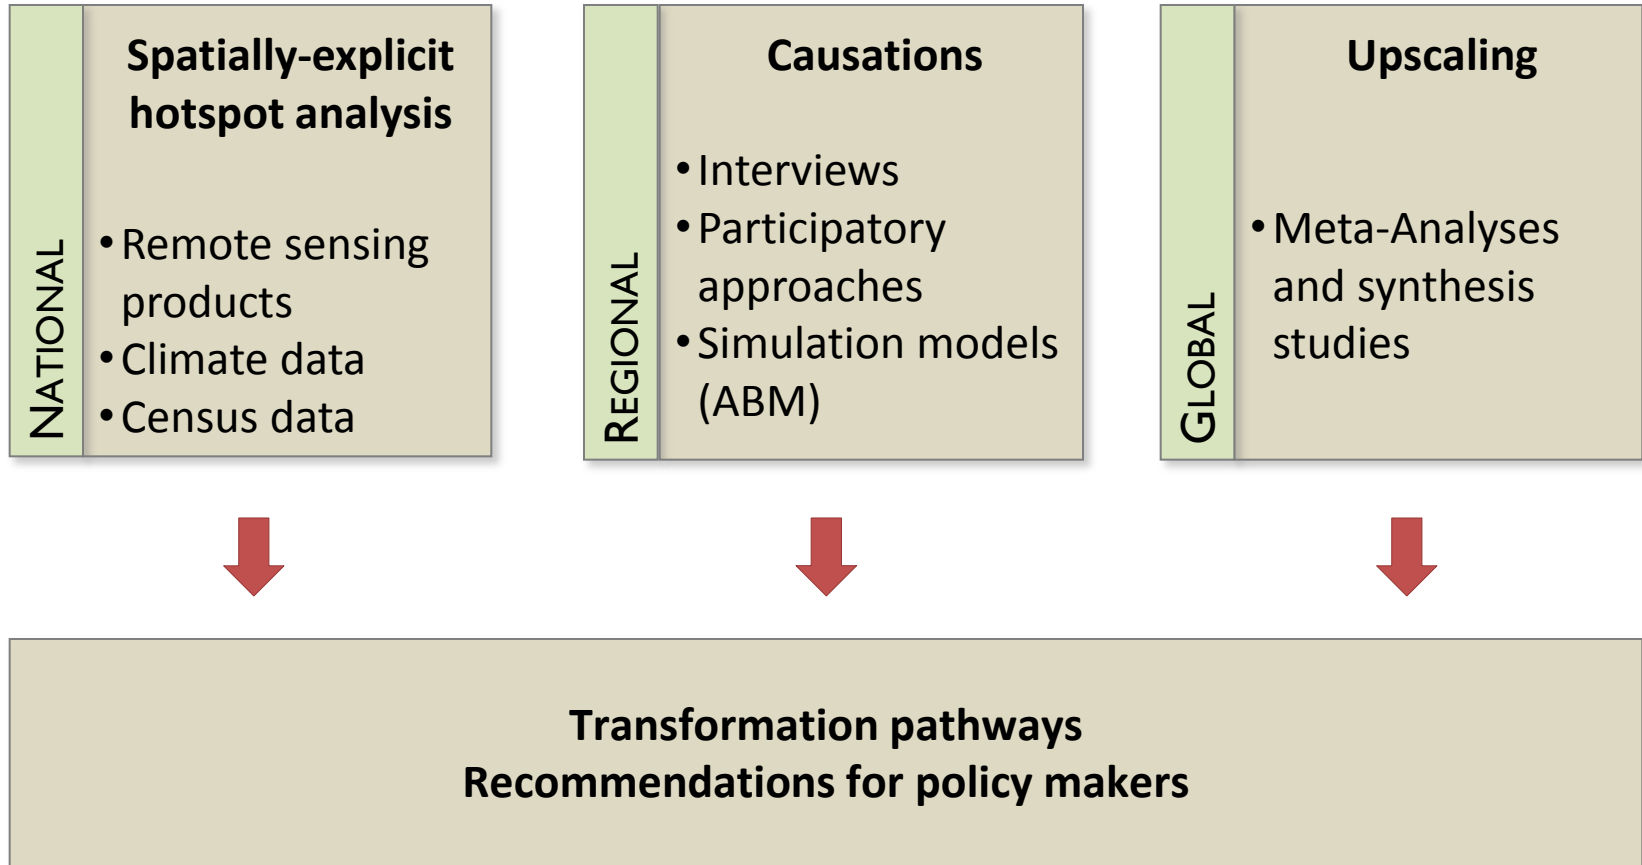 NATIONAL
Spatially-explicit
hotspot analysis
• Remote sensing
products
• Climate data
• Census data
REGIONAL
Causations
• Interviews
• Participatory
approaches
• Simulation models
(ABM)
GLOBAL
Upscaling
• Meta-Analyses
and synthesis
studies
Transformation pathways
Recommendations for policy makers